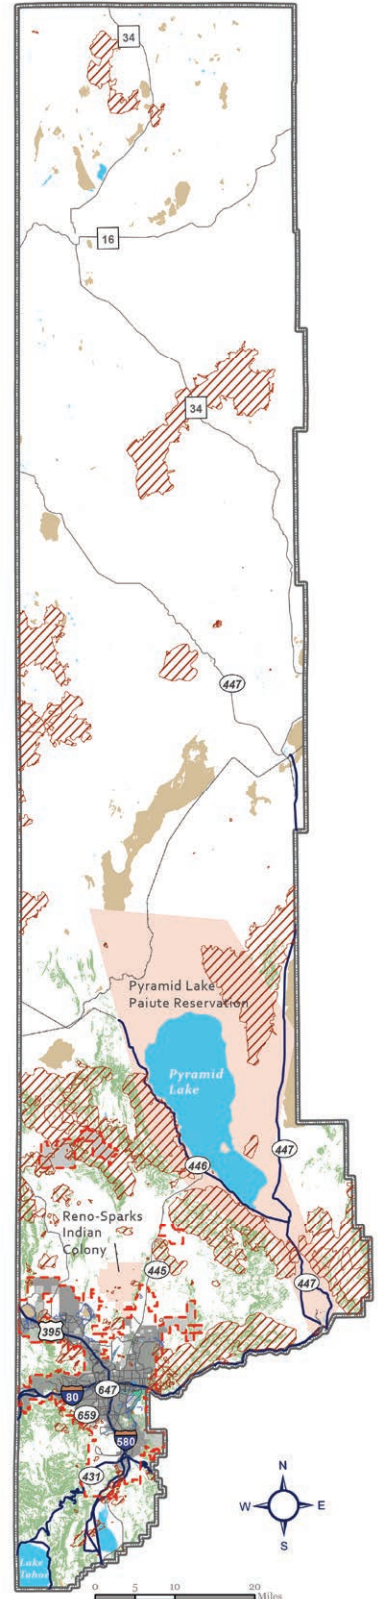 34
16
34
447
Pyramid Lake
Paiute Reservation
Pyramid
Lake
446
447
Reno-Sparks
Indian
Colony
445
447
395
80
647
659
580
431
N
W
E
S
Lake
Tahoe
0
5
10
20
Miles